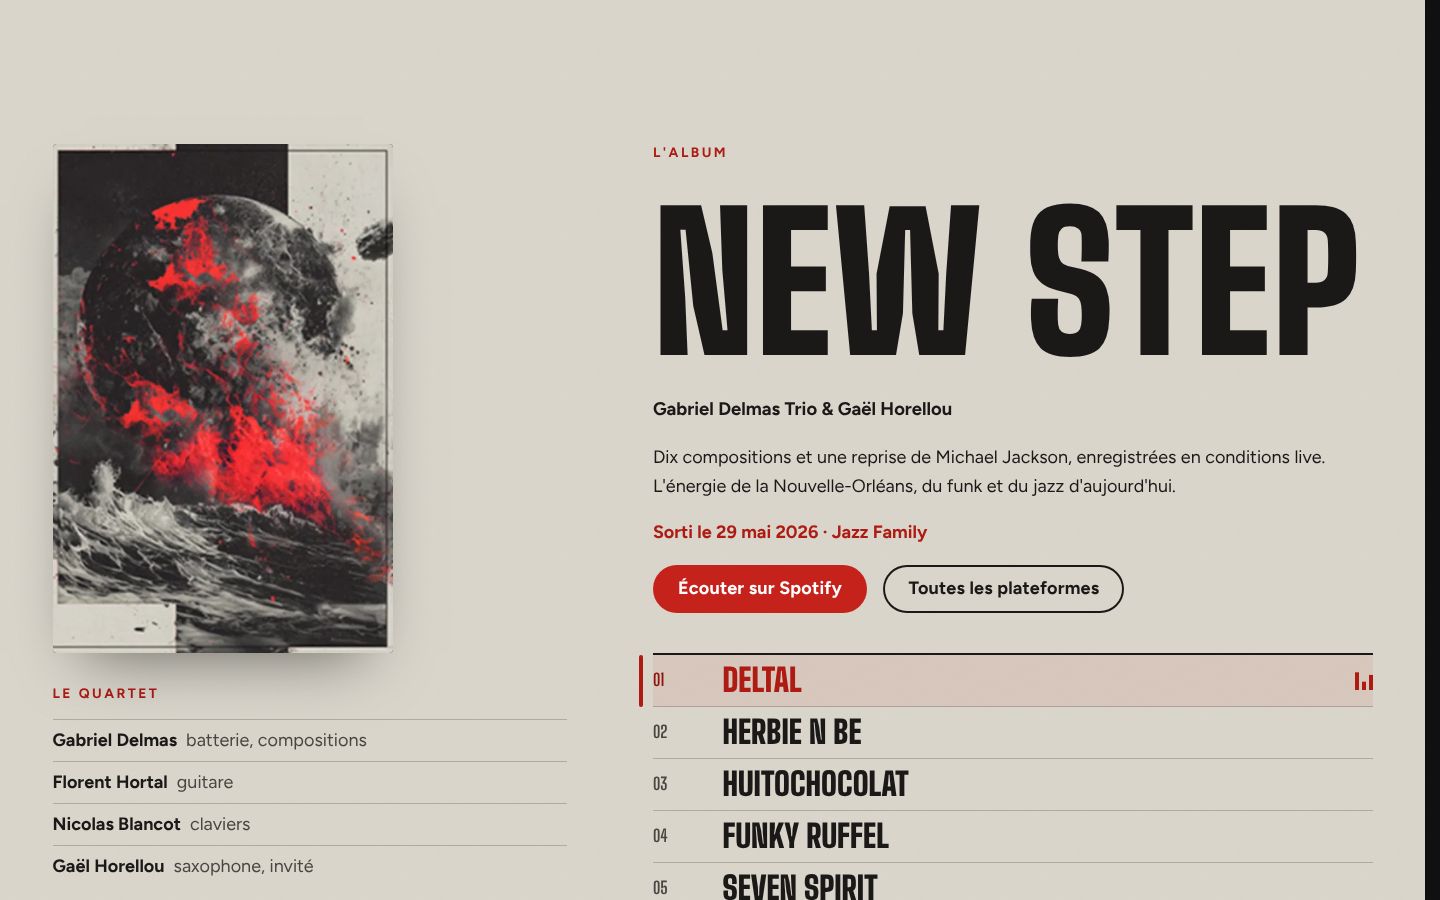 LE QUARTET
Gabriel Delmas batterie, compositions
Florent Hortal guitare
Nicolas Blancot claviers
Gaël Horellou saxophone, invité
L'ALBUM
NEW STEP
Gabriel Delmas Trio & Gaël Horellou
Dix compositions et une reprise de Michael Jackson, enregistrées en conditions live.
L'énergie de la Nouvelle-Orléans, du funk et du jazz d'aujourd'hui.
Sorti le 29 mai 2026 · Jazz Family
Écouter sur Spotify
Toutes les plateformes
01 DELTAL
02 HERBIE N BE
03 HUITOCHOCOLAT
04 FUNKY RUFFEL
05 SEVEN SPIRIT